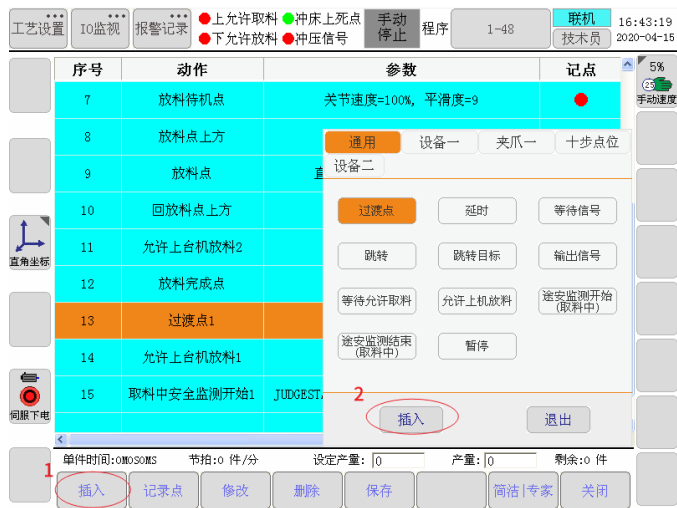 工艺设置 IO监视 报警记录 上允许取料 冲床上死点 手动停止 程序 1-48 联机 16:43:19
下允许放料 冲压信号 技术员 2020-04-15
序号 动作 参数 记点 5%
25
手动速度
7 放料待机点 关节速度=100%, 平滑度=9
8 放料点上方
通用 设备一 夹爪一 十步点位
设备二
9 放料点
10 回放料点上方 过渡点 延时 等待信号
直角坐标
11 允许上台机放料2 跳转 跳转目标 输出信号
12 放料完成点 等待允许取料 允许上机放料 途安监测开始(取料中)
13 过渡点1
途安监测结束(取料中) 暂停
14 允许上台机放料1
15 取料中安全监测开始1 JUDGEST
2
伺服下电
插入 退出
单件时间:0M0S0MS 节拍:0 件/分 设定产量: 0 产量: 0 剩余:0 件
1
插入 记录点 修改 删除 保存 简洁|专家 关闭